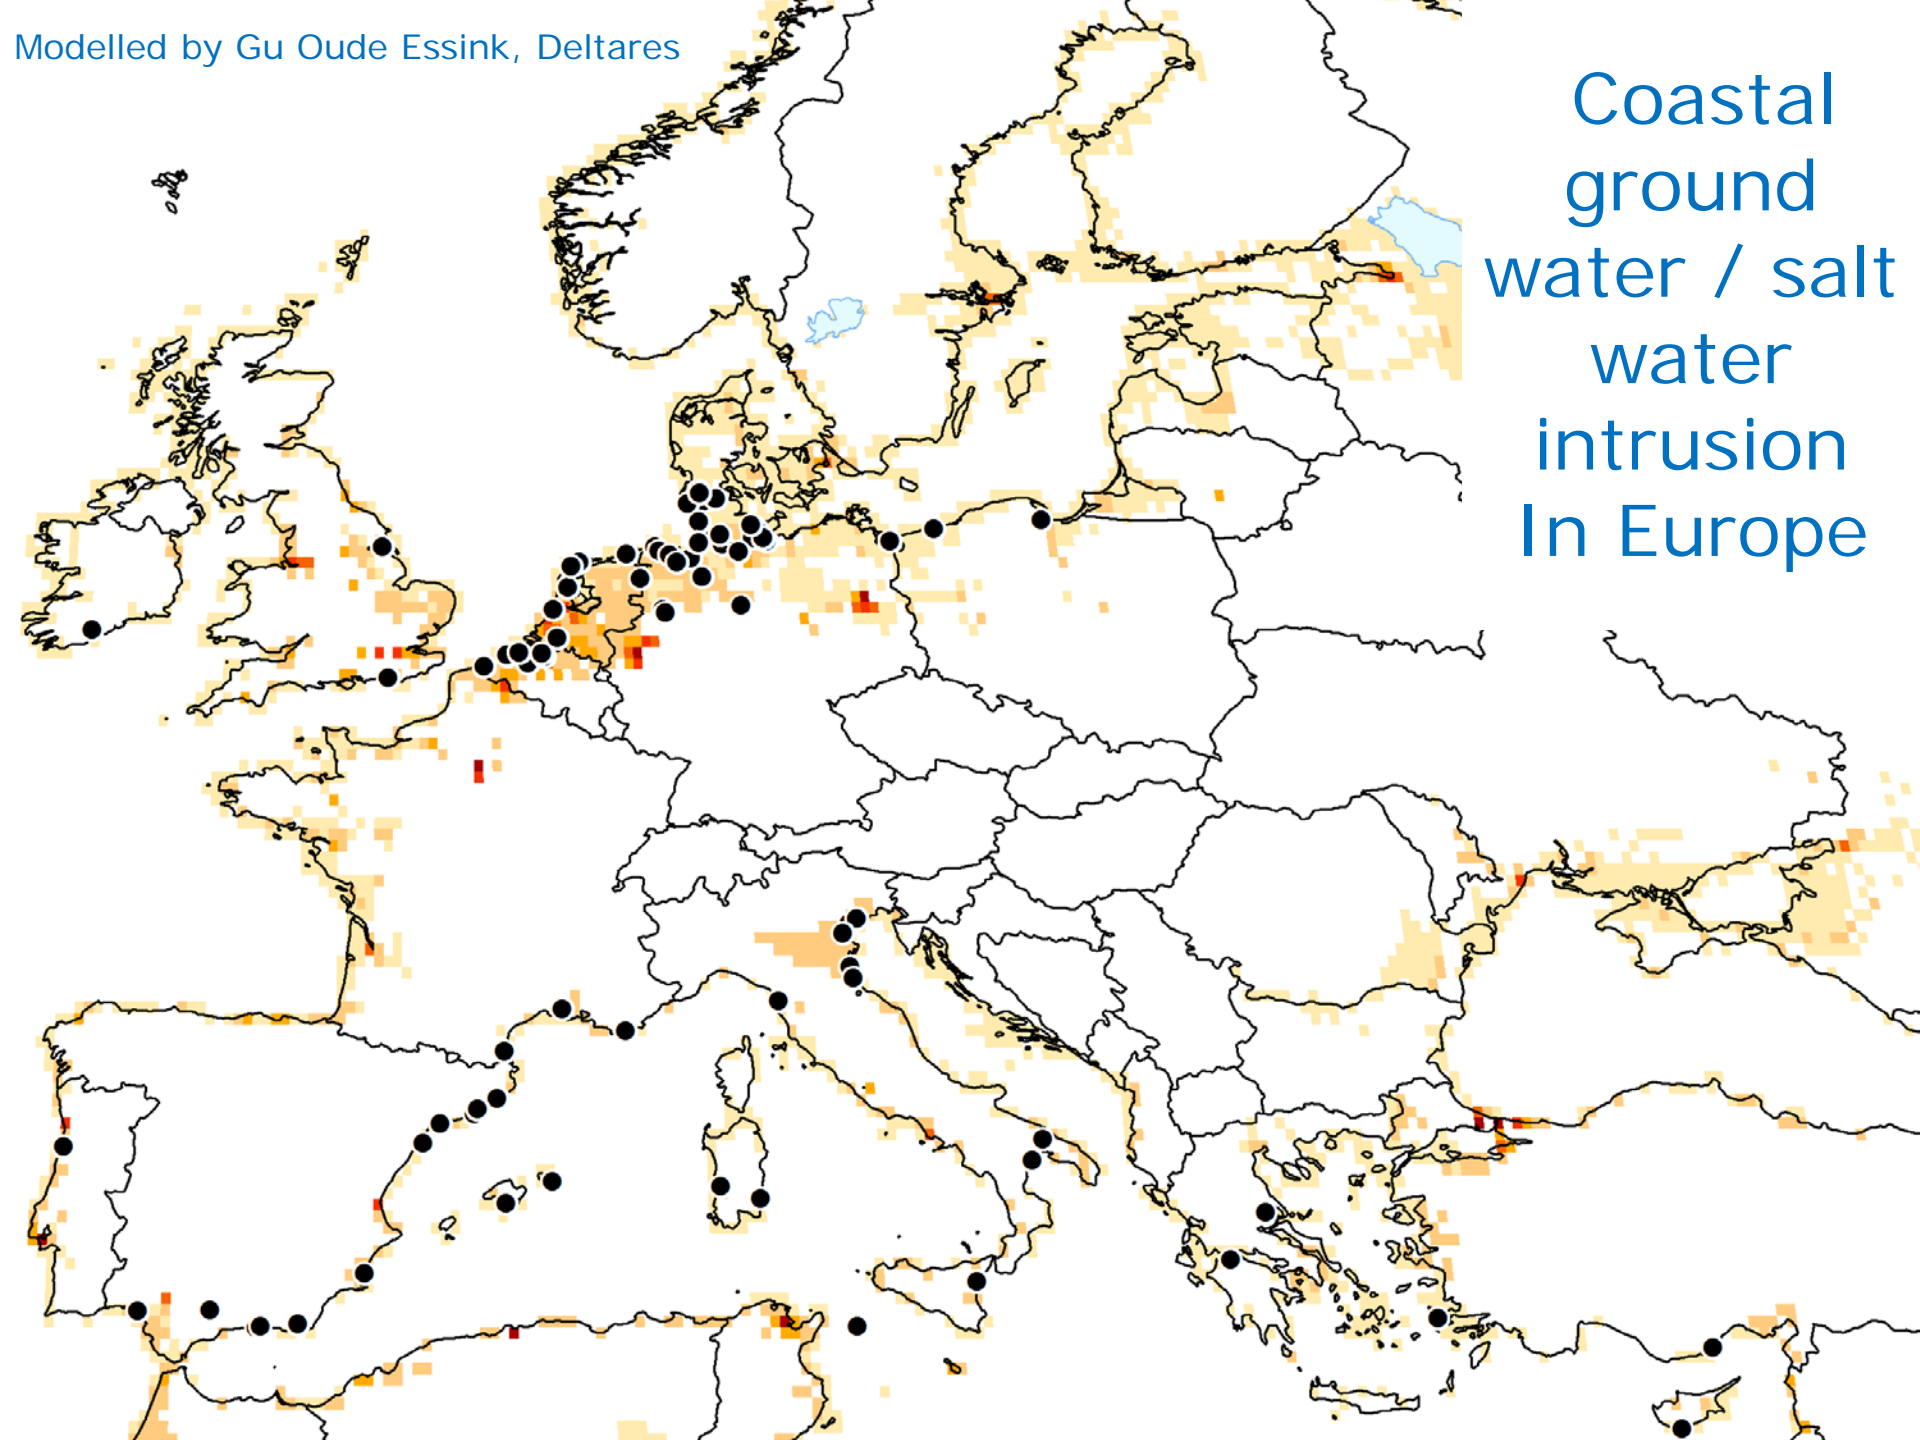 Modelled by Gu Oude Essink, Deltares
Coastal
ground
water / salt
water
intrusion
In Europe